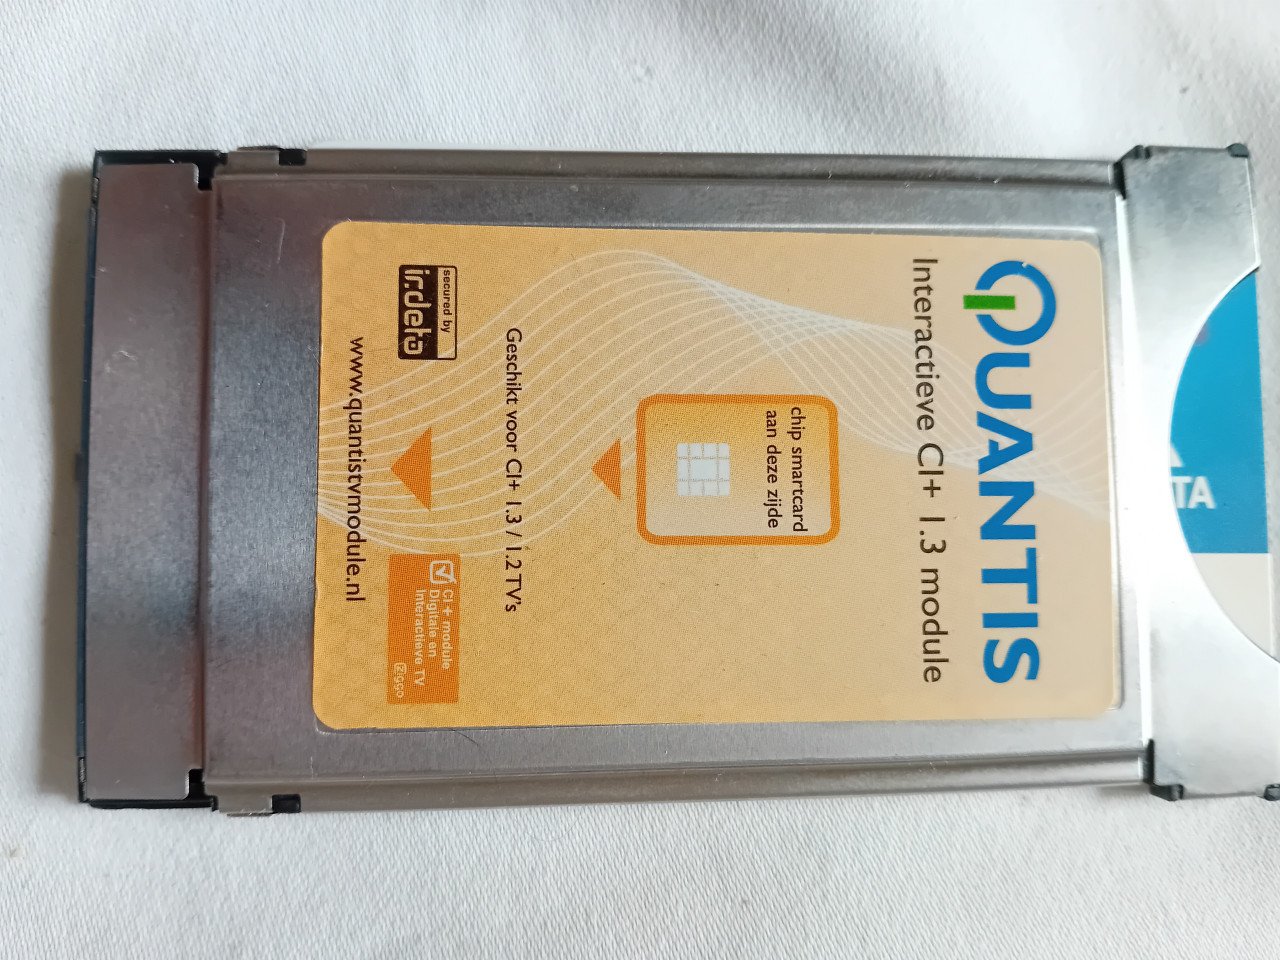 QUANTIS
Interactieve CI+ 1.3 module
chip smartcard
aan deze zijde
Geschikt voor CI+ 1.3 / 1.2 TV's
secured by
irdeto
CI+ module
Digitale en
Interactieve TV
Ziggo
www.quantistvmodule.nl